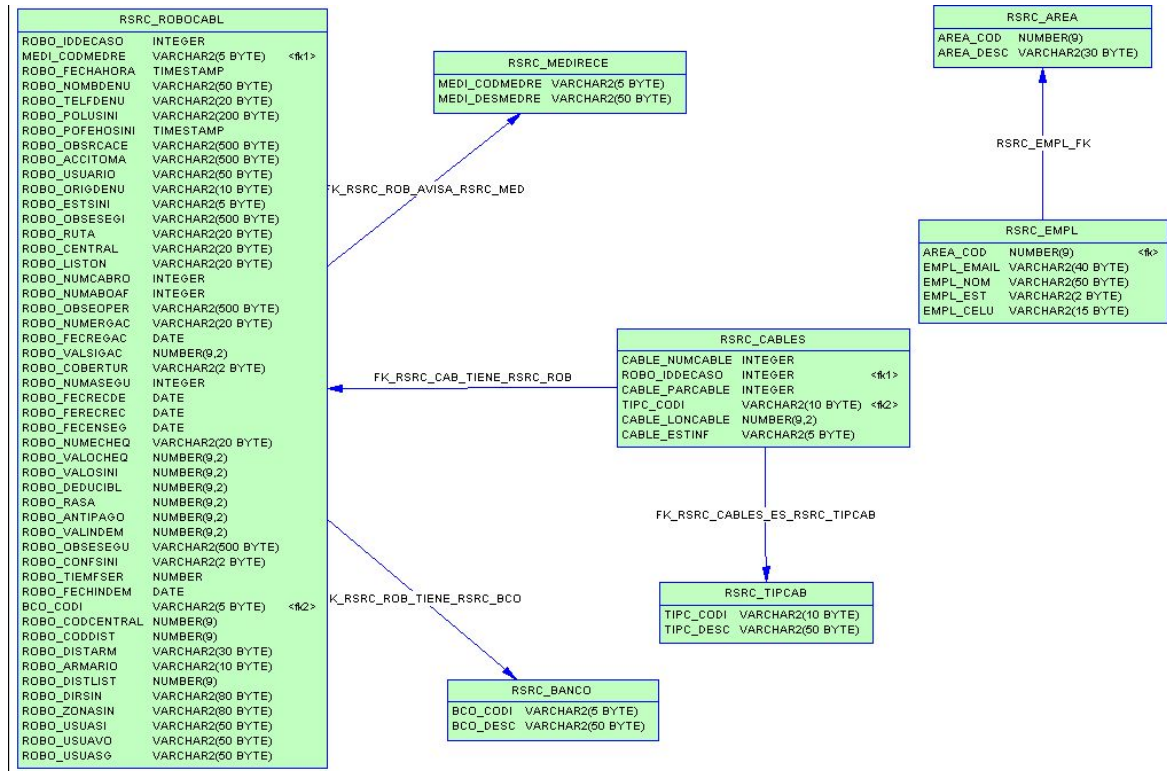 RSRC_ROBOCABL
ROBO_IDDECASO INTEGER
MEDI_CODMEDRE VARCHAR2(5 BYTE) <fk1>
ROBO_FECHAHORA TIMESTAMP
ROBO_NOMBDENU VARCHAR2(50 BYTE)
ROBO_TELFDENU VARCHAR2(20 BYTE)
ROBO_POLUSINI VARCHAR2(200 BYTE)
ROBO_POFEHOSINI TIMESTAMP
ROBO_OBSRCACE VARCHAR2(500 BYTE)
ROBO_ACCITOMA VARCHAR2(500 BYTE)
ROBO_USUARIO VARCHAR2(50 BYTE)
ROBO_ORIGDENU VARCHAR2(10 BYTE)
ROBO_ESTSINI VARCHAR2(5 BYTE)
ROBO_OBSESEGI VARCHAR2(500 BYTE)
ROBO_RUTA VARCHAR2(20 BYTE)
ROBO_CENTRAL VARCHAR2(20 BYTE)
ROBO_LISTON VARCHAR2(20 BYTE)
ROBO_NUMCABRO INTEGER
ROBO_NUMABOAF INTEGER
ROBO_OBSEOPER VARCHAR2(500 BYTE)
ROBO_NUMERGAC VARCHAR2(20 BYTE)
ROBO_FECREGAC DATE
ROBO_VALSIGAC NUMBER(9,2)
ROBO_COBERTUR VARCHAR2(2 BYTE)
ROBO_NUMASEGU INTEGER
ROBO_FECRECDE DATE
ROBO_FERECREC DATE
ROBO_FECENSEG DATE
ROBO_NUMECHEQ VARCHAR2(20 BYTE)
ROBO_VALOCHEQ NUMBER(9,2)
ROBO_VALOSINI NUMBER(9,2)
ROBO_DEDUCIBL NUMBER(9,2)
ROBO_RASA NUMBER(9,2)
ROBO_ANTIPAGO NUMBER(9,2)
ROBO_VALINDEM NUMBER(9,2)
ROBO_OBSESEGU VARCHAR2(500 BYTE)
ROBO_CONFSINI VARCHAR2(2 BYTE)
ROBO_TIEMFSER NUMBER
ROBO_FECHINDEM DATE
BCO_CODI VARCHAR2(5 BYTE) <fk2>
ROBO_CODCENTRAL NUMBER(9)
ROBO_CODDIST NUMBER(9)
ROBO_DISTARM VARCHAR2(30 BYTE)
ROBO_ARMARIO VARCHAR2(10 BYTE)
ROBO_DISTLIST NUMBER(9)
ROBO_DIRSIN VARCHAR2(80 BYTE)
ROBO_ZONASIN VARCHAR2(80 BYTE)
ROBO_USUASI VARCHAR2(50 BYTE)
ROBO_USUAVO VARCHAR2(50 BYTE)
ROBO_USUASG VARCHAR2(50 BYTE)
RSRC_MEDIRECE
MEDI_CODMEDRE VARCHAR2(5 BYTE)
MEDI_DESMEDRE VARCHAR2(50 BYTE)
FK_RSRC_ROB_AVISA_RSRC_MED
RSRC_AREA
AREA_COD NUMBER(9)
AREA_DESC VARCHAR2(30 BYTE)
RSRC_EMPL_FK
RSRC_EMPL
AREA_COD NUMBER(9) <fk>
EMPL_EMAIL VARCHAR2(40 BYTE)
EMPL_NOM VARCHAR2(50 BYTE)
EMPL_EST VARCHAR2(2 BYTE)
EMPL_CELU VARCHAR2(15 BYTE)
FK_RSRC_CAB_TIENE_RSRC_ROB
RSRC_CABLES
CABLE_NUMCABLE INTEGER
ROBO_IDDECASO INTEGER <fk1>
CABLE_PARCABLE INTEGER
TIPC_CODI VARCHAR2(10 BYTE) <fk2>
CABLE_LONCABLE NUMBER(9,2)
CABLE_ESTINF VARCHAR2(5 BYTE)
FK_RSRC_CABLES_ES_RSRC_TIPCAB
RSRC_TIPCAB
TIPC_CODI VARCHAR2(10 BYTE)
TIPC_DESC VARCHAR2(50 BYTE)
K_RSRC_ROB_TIENE_RSRC_BCO
RSRC_BANCO
BCO_CODI VARCHAR2(5 BYTE)
BCO_DESC VARCHAR2(50 BYTE)